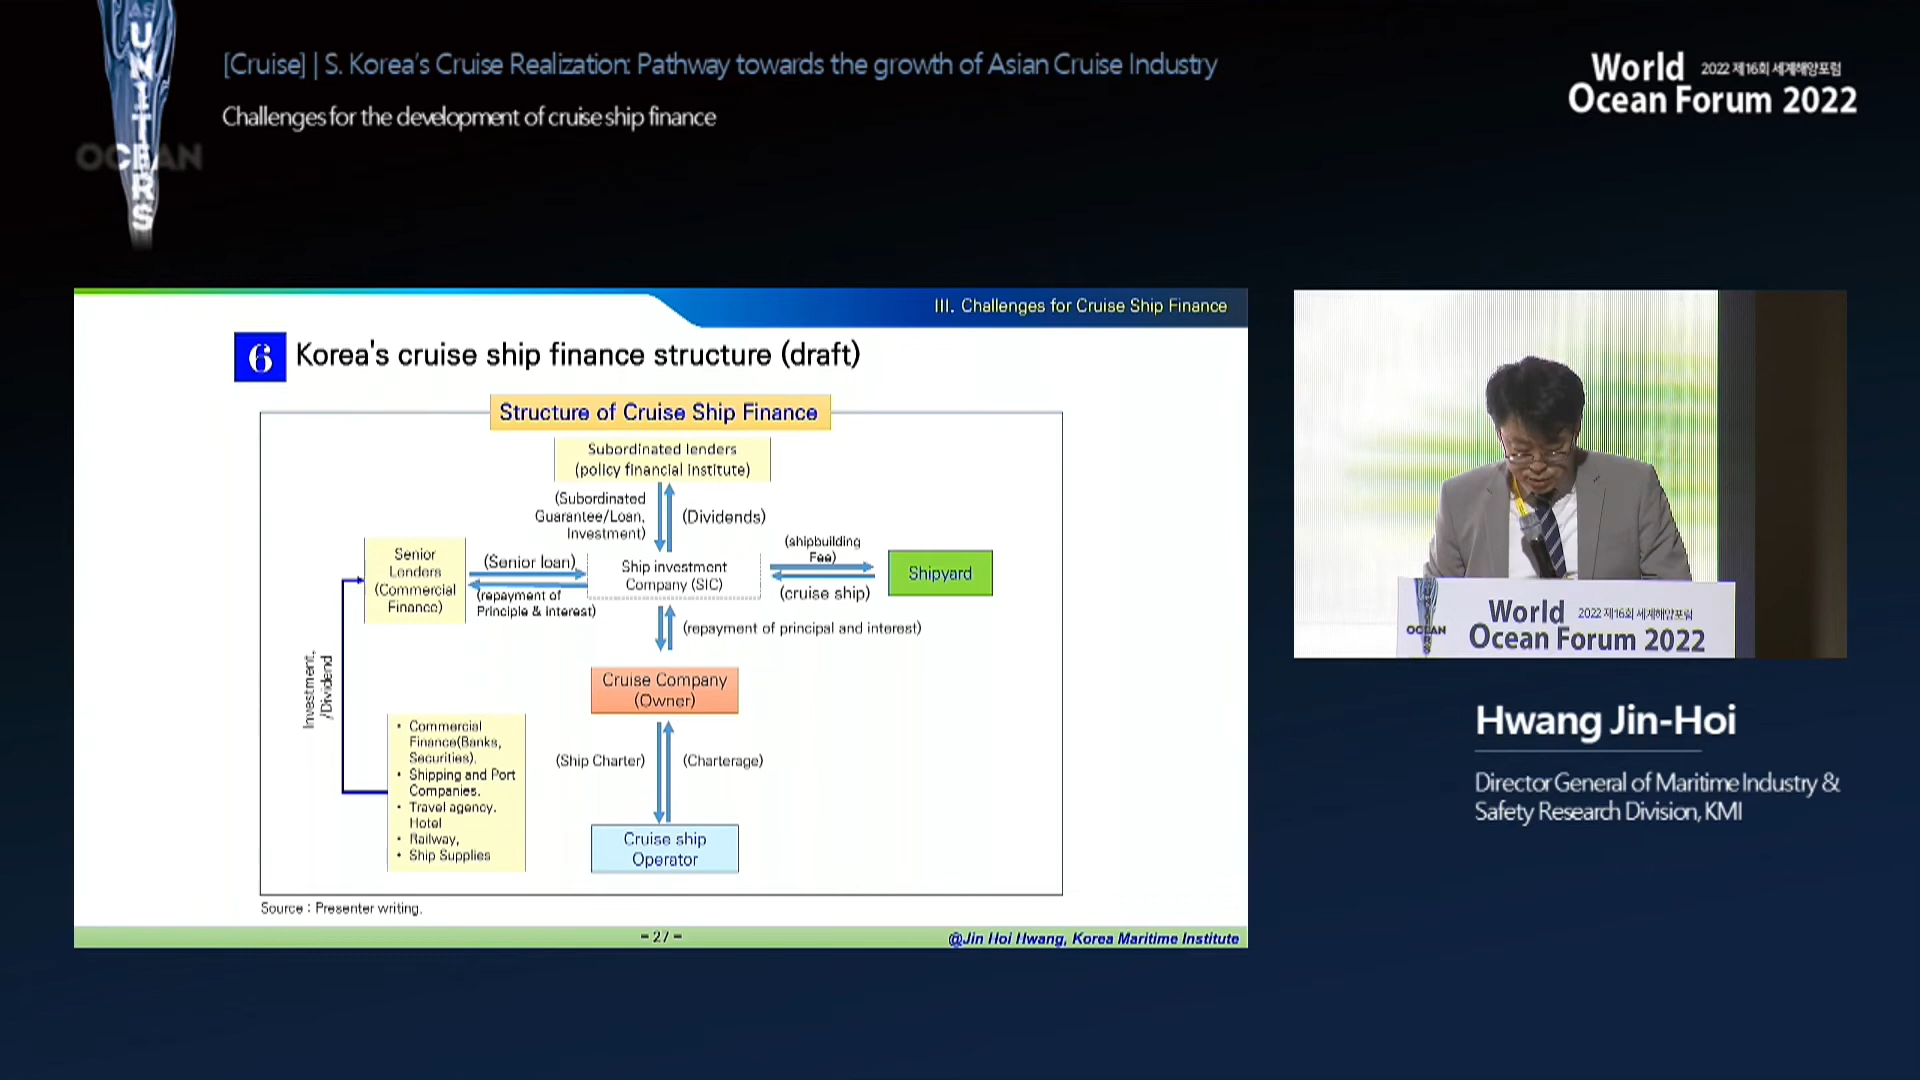 AS
UNITERS
OCEAN
[Cruise] | S. Korea's Cruise Realization: Pathway towards the growth of Asian Cruise Industry
Challenges for the development of cruise ship finance
World 2022 제16회 세계해양포럼
Ocean Forum 2022
III. Challenges for Cruise Ship Finance
6 Korea's cruise ship finance structure (draft)
Structure of Cruise Ship Finance
Subordinated lenders
(policy financial institute)
(Subordinated
Guarantee/Loan,
Investment)
(Dividends)
Senior
Lenders
(Commercial
Finance)
(Senior loan)
(repayment of
Principle & interest)
Ship investment
Company (SIC)
(shipbuilding
Fee)
(cruise ship)
Shipyard
(repayment of principal and interest)
Investment,
/Dividend
Cruise Company
(Owner)
• Commercial
Finance(Banks,
Securities),
• Shipping and Port
Companies.
• Travel agency.
Hotel
• Railway,
• Ship Supplies
(Ship Charter)
(Charterage)
Cruise ship
Operator
Source : Presenter writing.
- 27 -
@Jin Hoi Hwang, Korea Maritime Institute
OCEAN
World 2022 제16회 세계해양포럼
Ocean Forum 2022
Hwang Jin-Hoi
Director General of Maritime Industry &
Safety Research Division, KMI